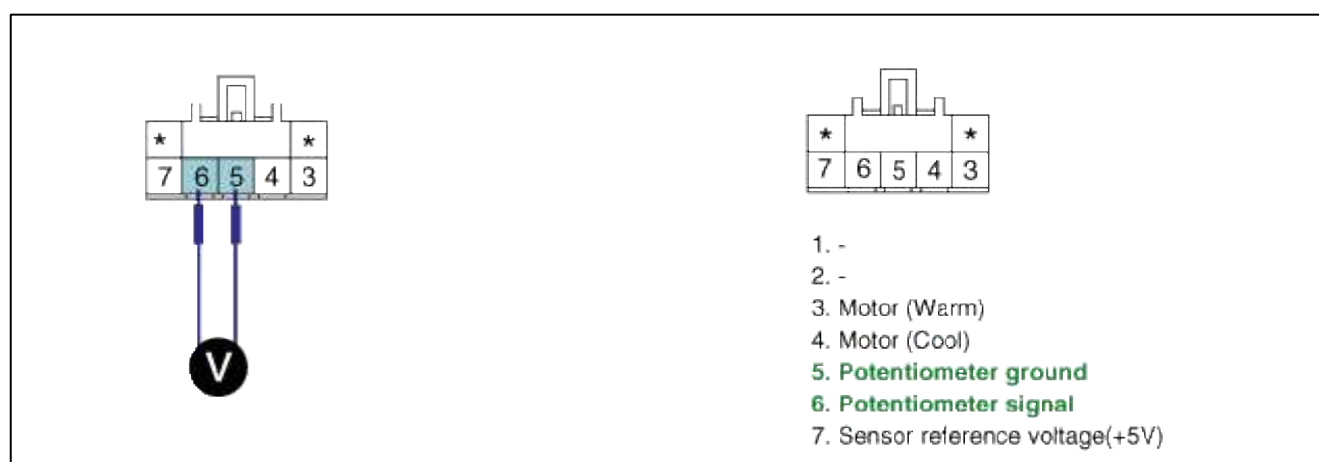 * *
7 6 5 4 3
V
* *
7 6 5 4 3
1. -
2. -
3. Motor (Warm)
4. Motor (Cool)
5. Potentiometer ground
6. Potentiometer signal
7. Sensor reference voltage(+5V)